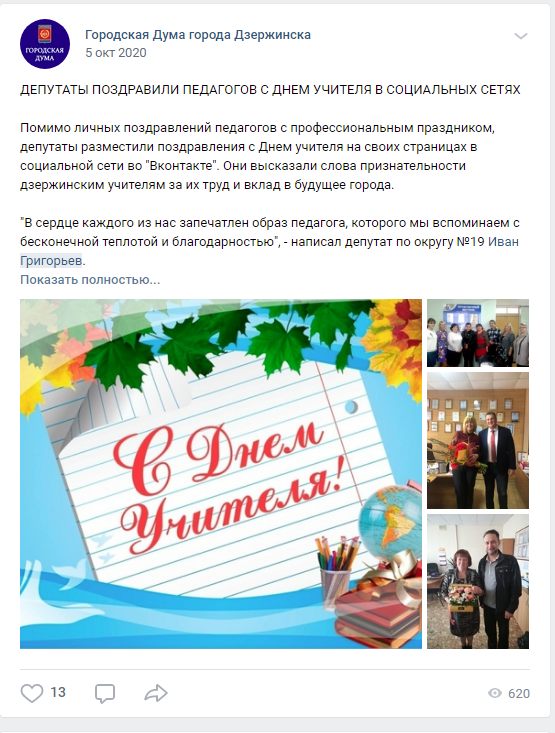 ГОРОДСКАЯ
ДУМА
Городская Дума города Дзержинска
5 окт 2020
ДЕПУТАТЫ ПОЗДРАВИЛИ ПЕДАГОГОВ С ДНЕМ УЧИТЕЛЯ В СОЦИАЛЬНЫХ СЕТЯХ
Помимо личных поздравлений педагогов с профессиональным праздником,
депутаты разместили поздравления с Днем учителя на своих страницах в
социальной сети во "Вконтакте". Они высказали слова признательности
дзержинским учителям за их труд и вклад в будущее города.
"В сердце каждого из нас запечатлен образ педагога, которого мы вспоминаем с
бесконечной теплотой и благодарностью", - написал депутат по округу №19 Иван
Григорьев.
Показать полностью...
С Днем
Учителя!
13
620